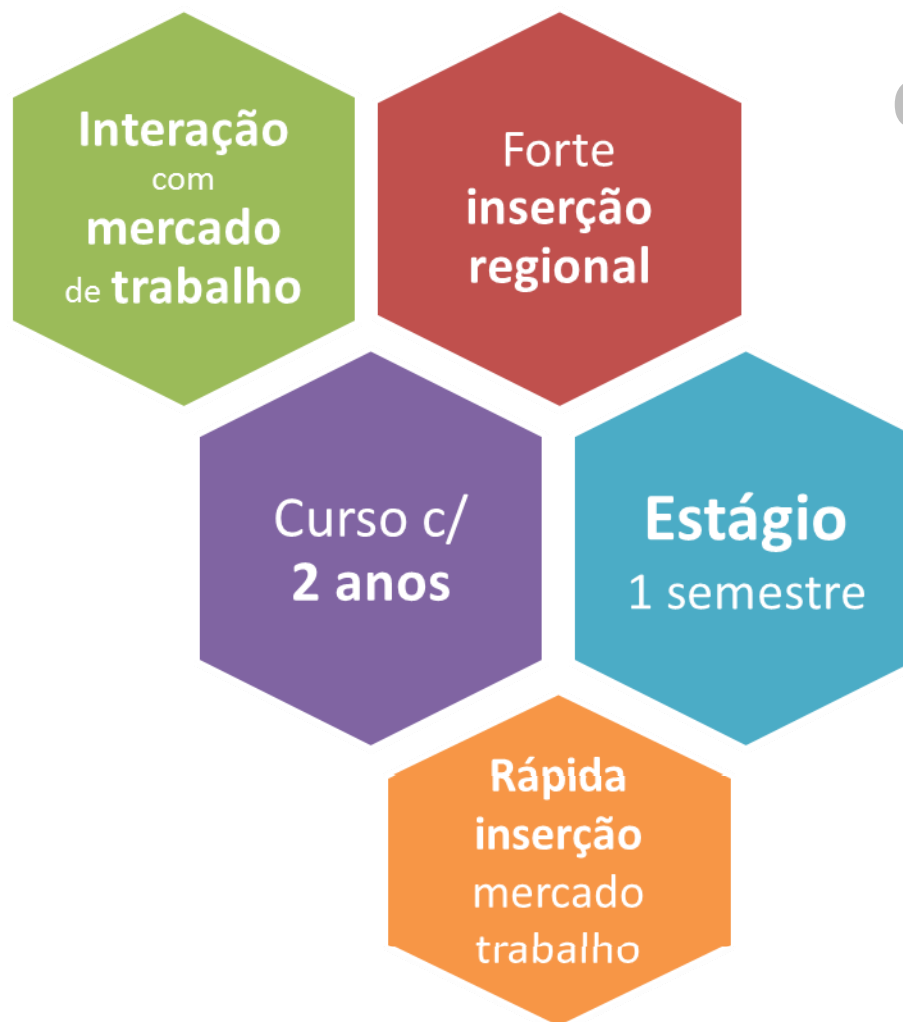 Interação
com
mercado
de trabalho
Forte
inserção
regional
Curso c/
2 anos
Estágio
1 semestre
Rápida
inserção
mercado
trabalho